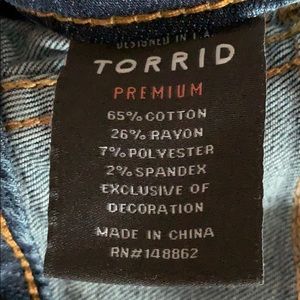 DESIGNED IN L.A.
TORRID
PREMIUM
65% COTTON
26% RAYON
7% POLYESTER
2% SPANDEX
EXCLUSIVE OF
DECORATION
MADE IN CHINA
RN#148862